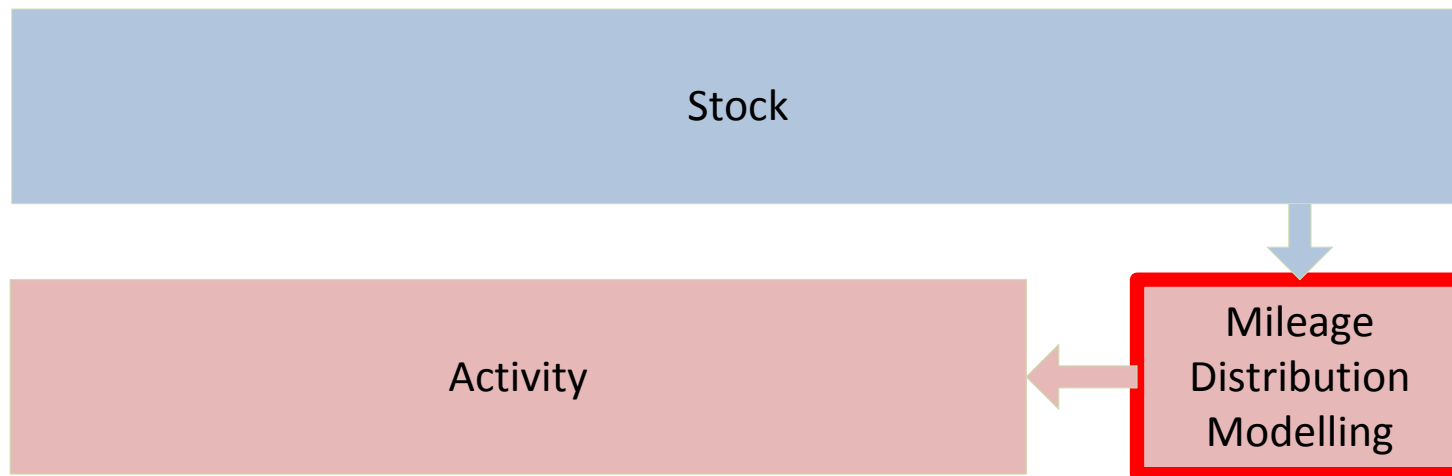 Stock
Activity
Mileage
Distribution
Modelling